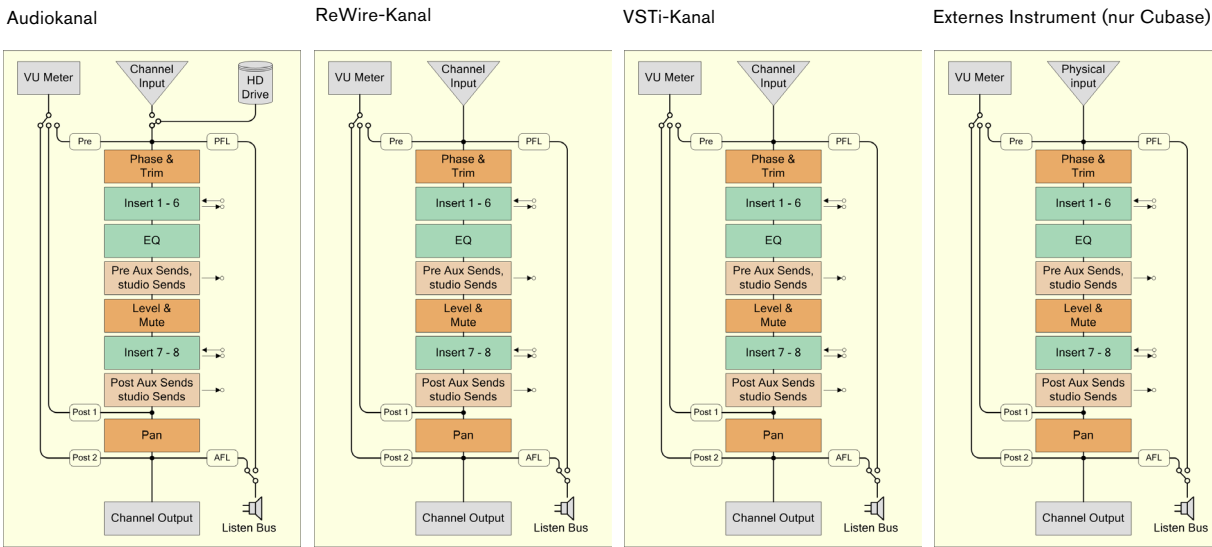 Audiokanal
VU Meter
Channel
Input
HD
Drive
Pre
PFL
Phase &
Trim
Insert 1 - 6
EQ
Pre Aux Sends,
studio Sends
Level &
Mute
Insert 7 - 8
Post Aux Sends
studio Sends
Post 1
Pan
Post 2
AFL
Channel Output
Listen Bus
ReWire-Kanal
VU Meter
Channel
Input
Pre
PFL
Phase &
Trim
Insert 1 - 6
EQ
Pre Aux Sends,
studio Sends
Level &
Mute
Insert 7 - 8
Post Aux Sends
studio Sends
Post 1
Pan
Post 2
AFL
Channel Output
Listen Bus
VSTi-Kanal
VU Meter
Channel
Input
Pre
PFL
Phase &
Trim
Insert 1 - 6
EQ
Pre Aux Sends,
studio Sends
Level &
Mute
Insert 7 - 8
Post Aux Sends
studio Sends
Post 1
Pan
Post 2
AFL
Channel Output
Listen Bus
Externes Instrument (nur Cubase)
VU Meter
Physical
input
Pre
PFL
Phase &
Trim
Insert 1 - 6
EQ
Pre Aux Sends,
studio Sends
Level &
Mute
Insert 7 - 8
Post Aux Sends
studio Sends
Post 1
Pan
Post 2
AFL
Channel Output
Listen Bus